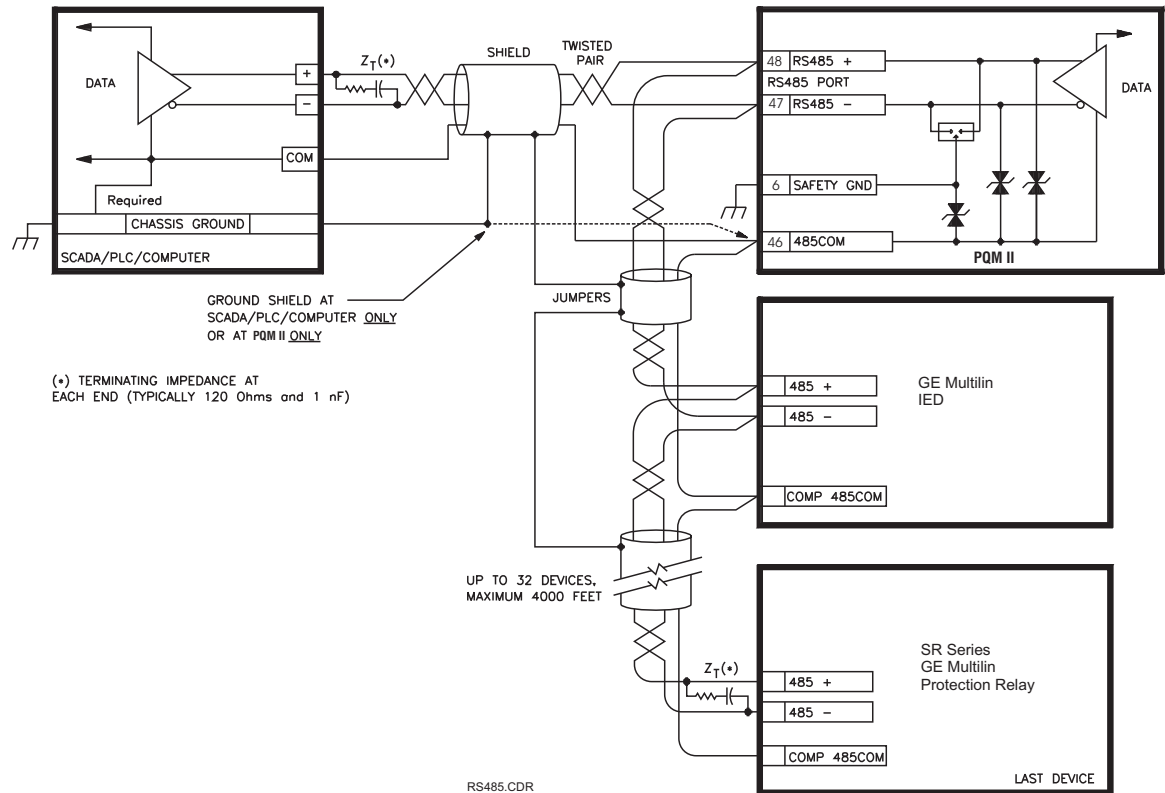 DATA
+
-
COM
Required
CHASSIS GROUND
SCADA/PLC/COMPUTER
Z_T(*)
SHIELD
TWISTED
PAIR
48 RS485 +
RS485 PORT
47 RS485 -
6 SAFETY GND
46 485COM
PQM II
DATA
GROUND SHIELD AT
SCADA/PLC/COMPUTER ONLY
OR AT PQM II ONLY
(*) TERMINATING IMPEDANCE AT
EACH END (TYPICALLY 120 Ohms and 1 nF)
JUMPERS
485 +
485 -
COMP 485COM
GE Multilin
IED
UP TO 32 DEVICES,
MAXIMUM 4000 FEET
Z_T(*)
485 +
485 -
COMP 485COM
SR Series
GE Multilin
Protection Relay
LAST DEVICE
RS485.CDR